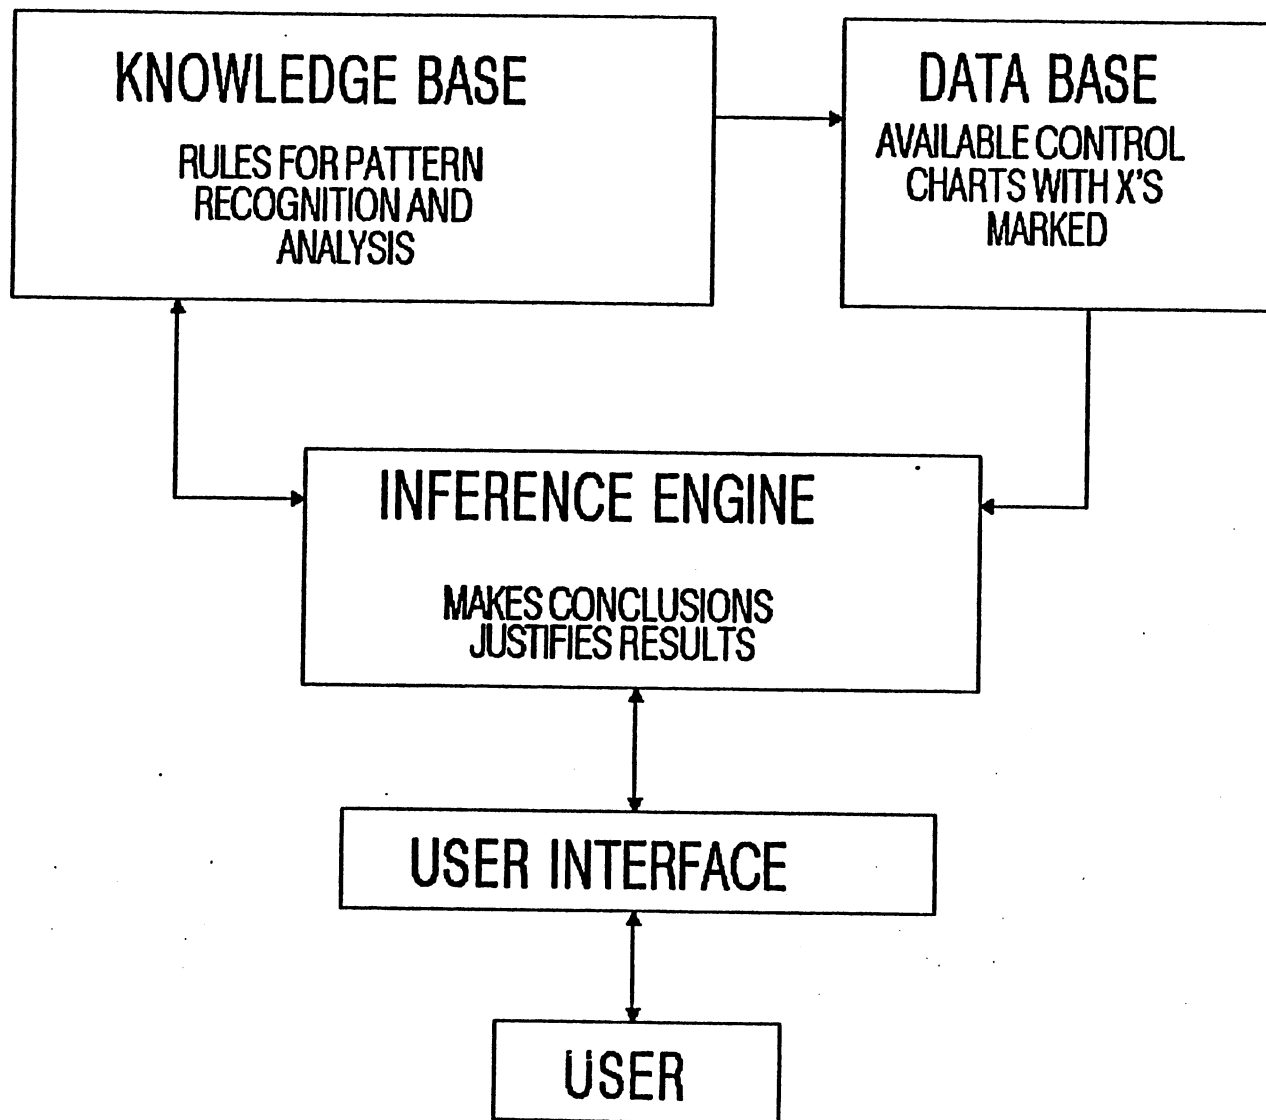 KNOWLEDGE BASE
RULES FOR PATTERN
RECOGNITION AND
ANALYSIS
DATA BASE
AVAILABLE CONTROL
CHARTS WITH X'S
MARKED
INFERENCE ENGINE
MAKES CONCLUSIONS
JUSTIFIES RESULTS
USER INTERFACE
USER